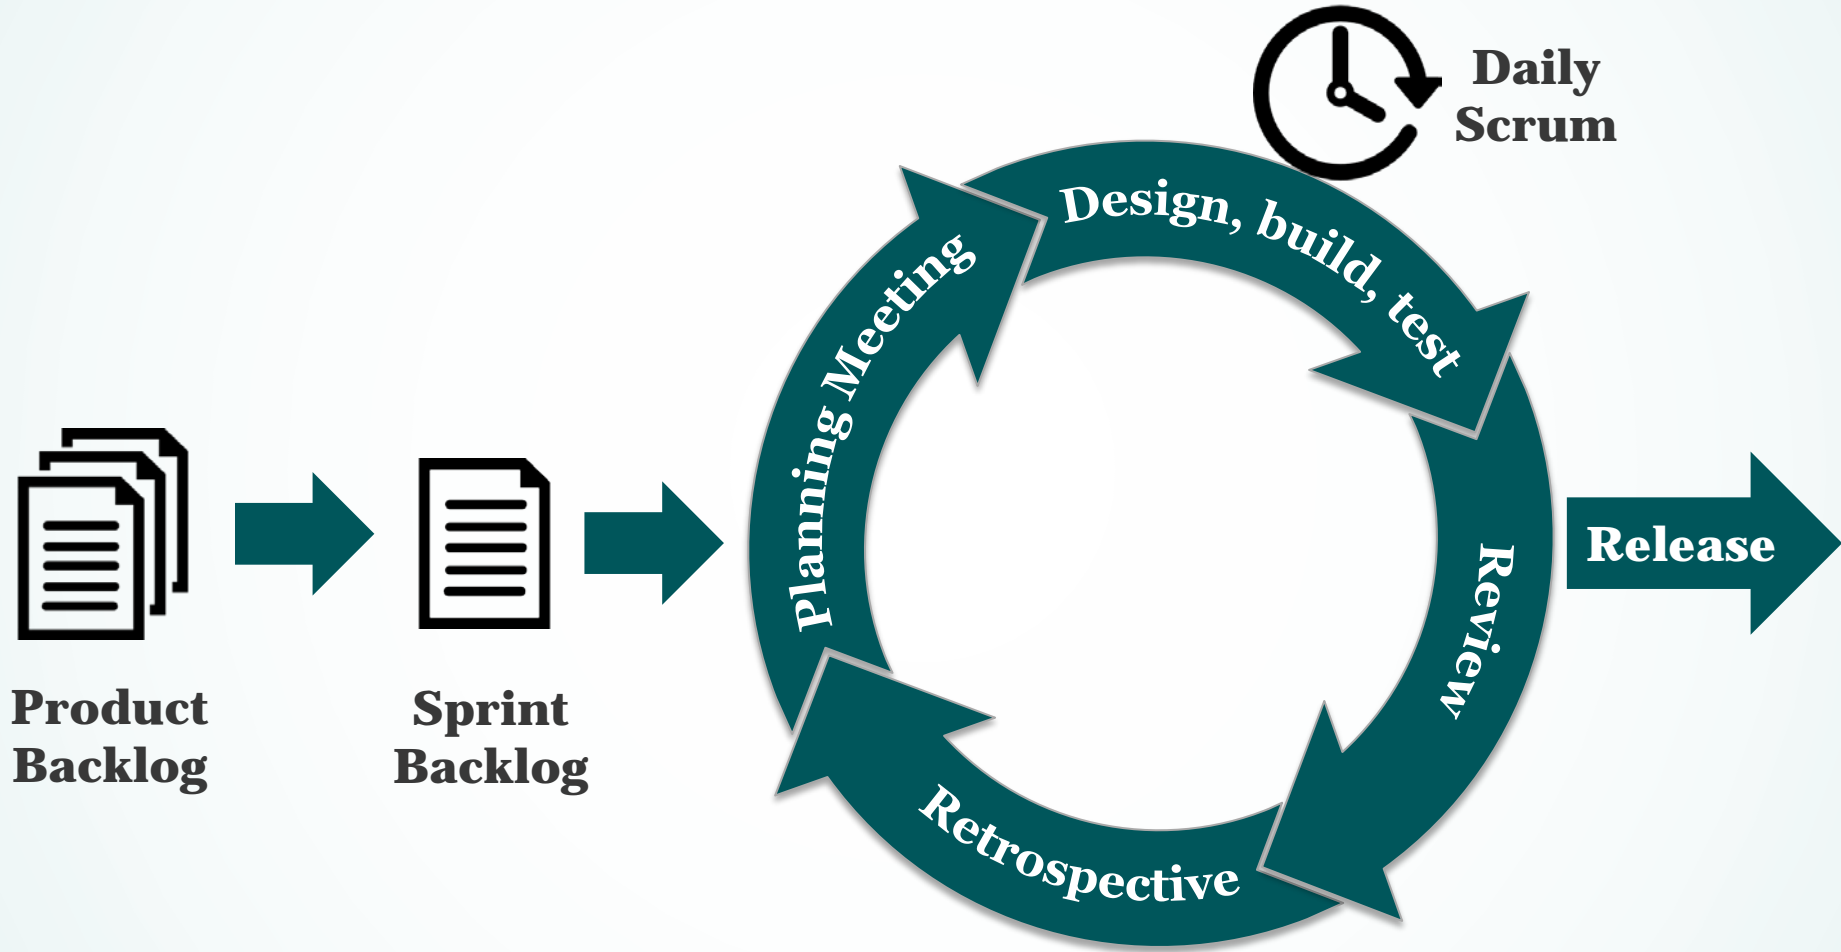 Daily
Scrum
Design, build, test
Planning Meeting
Review
Retrospective
Release
Product
Backlog
Sprint
Backlog